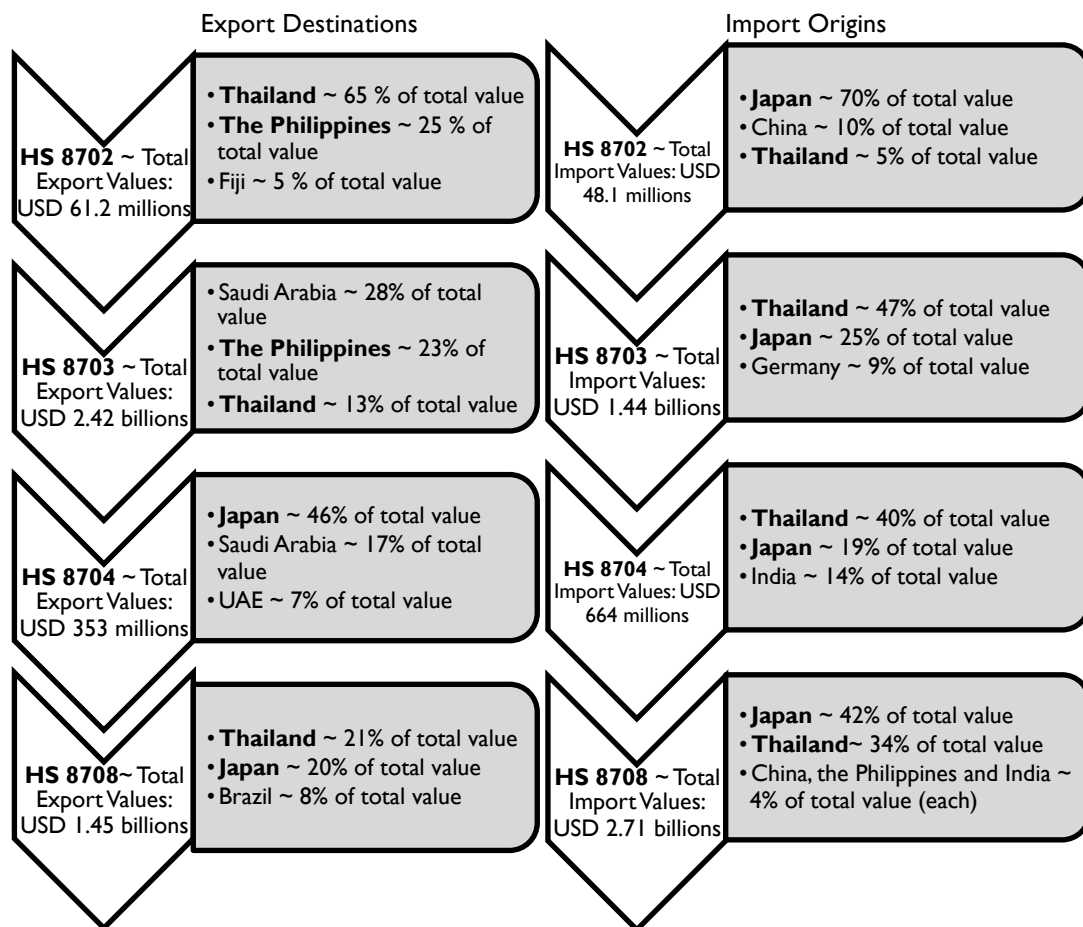 Export Destinations
HS 8702 ~ Total
Export Values:
USD 61.2 millions
• Thailand ~ 65 % of total value
• The Philippines ~ 25 % of
total value
• Fiji ~ 5 % of total value
HS 8703 ~ Total
Export Values:
USD 2.42 billions
• Saudi Arabia ~ 28% of total
value
• The Philippines ~ 23% of
total value
• Thailand ~ 13% of total value
HS 8704 ~ Total
Export Values:
USD 353 millions
• Japan ~ 46% of total value
• Saudi Arabia ~ 17% of total
value
• UAE ~ 7% of total value
HS 8708~ Total
Export Values:
USD 1.45 billions
• Thailand ~ 21% of total value
• Japan ~ 20% of total value
• Brazil ~ 8% of total value
Import Origins
HS 8702 ~ Total
Import Values: USD
48.1 millions
• Japan ~ 70% of total value
• China ~ 10% of total value
• Thailand ~ 5% of total value
HS 8703 ~ Total
Import Values:
USD 1.44 billions
• Thailand ~ 47% of total value
• Japan ~ 25% of total value
• Germany ~ 9% of total value
HS 8704 ~ Total
Import Values: USD
664 millions
• Thailand ~ 40% of total value
• Japan ~ 19% of total value
• India ~ 14% of total value
HS 8708 ~ Total
Import Values:
USD 2.71 billions
• Japan ~ 42% of total value
• Thailand~ 34% of total value
• China, the Philippines and India ~
4% of total value (each)